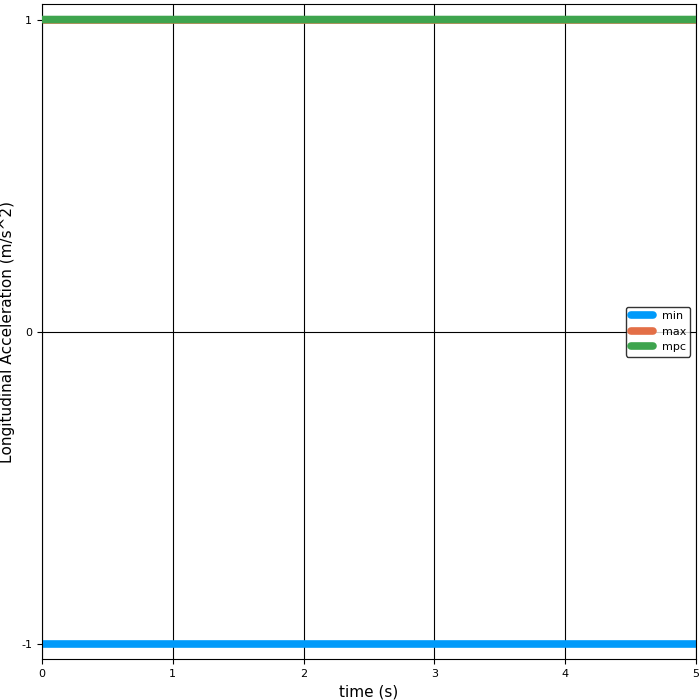 Longitudinal Acceleration (m/s^2)
1
0
-1
min
max
mpc
0 1 2 3 4 5
time (s)